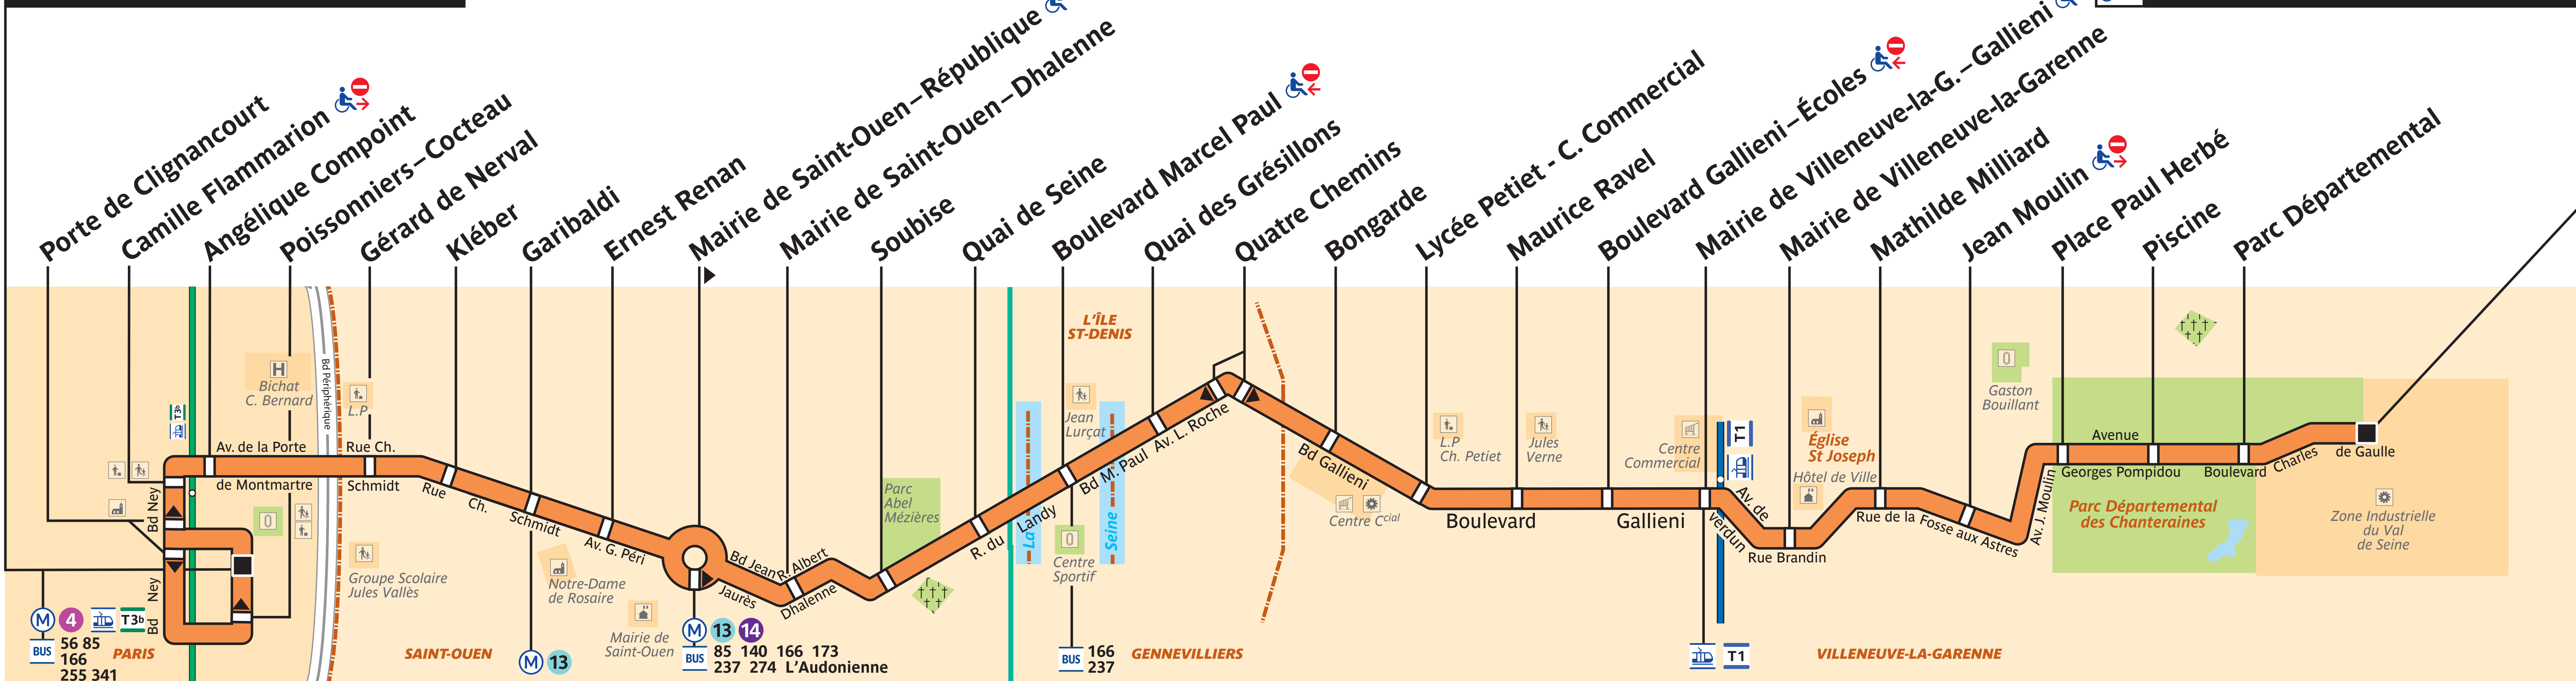 Porte de Clignancourt
Camille Flammarion
Angélique Compoint
Poissonniers–Cocteau
Gérard de Nerval
Kléber
Garibaldi
Ernest Renan
Mairie de Saint-Ouen–République
Mairie de Saint-Ouen–Dhalenne
Soubise
Quai de Seine
Boulevard Marcel Paul
Quai des Grésillons
Quatre Chemins
Bongarde
Lycée Petiet - C. Commercial
Maurice Ravel
Boulevard Gallieni–Écoles
Mairie de Villeneuve-la-G.–Gallieni
Mairie de Villeneuve-la-Garenne
Mathilde Milliard
Jean Moulin
Place Paul Herbé
Piscine
Parc Départemental
T3b
H
Bichat
C. Bernard
Bd Périphérique
L.P
Av. de la Porte
de Montmartre
Rue Ch.
Schmidt
Rue
Ch.
Schmidt
Av. G. Péri
Bd Ney
Bd Ney
Groupe Scolaire
Jules Vallès
Notre-Dame
de Rosaire
Mairie de
Saint-Ouen
Bd Jean
Jaurès
R. Albert
Dhalenne
Parc
Abel
Mézières
R. du Landy
La
Seine
L'ÎLE
ST-DENIS
Jean
Lurçat
Bd M. Paul
Av. L. Roche
Centre
Sportif
Bd Gallieni
Centre Ccial
L.P
Ch. Petiet
Jules
Verne
Boulevard
Gallieni
Centre
Commercial
T1
Av. de
Verdun
Église
St Joseph
Hôtel de Ville
Rue Brandin
Rue de la Fosse aux Astres
Av. J. Moulin
Gaston
Bouillant
Avenue
Georges Pompidou
Boulevard Charles
de Gaulle
Parc Départemental
des Chanteraines
Zone Industrielle
du Val
de Seine
M 4 T3b
BUS 56 85
166
255 341
PARIS
SAINT-OUEN
M 13
M 13 14
BUS 85 140 166 173
237 274 L'Audonienne
BUS 166
237
GENNEVILLIERS
T1
VILLENEUVE-LA-GARENNE